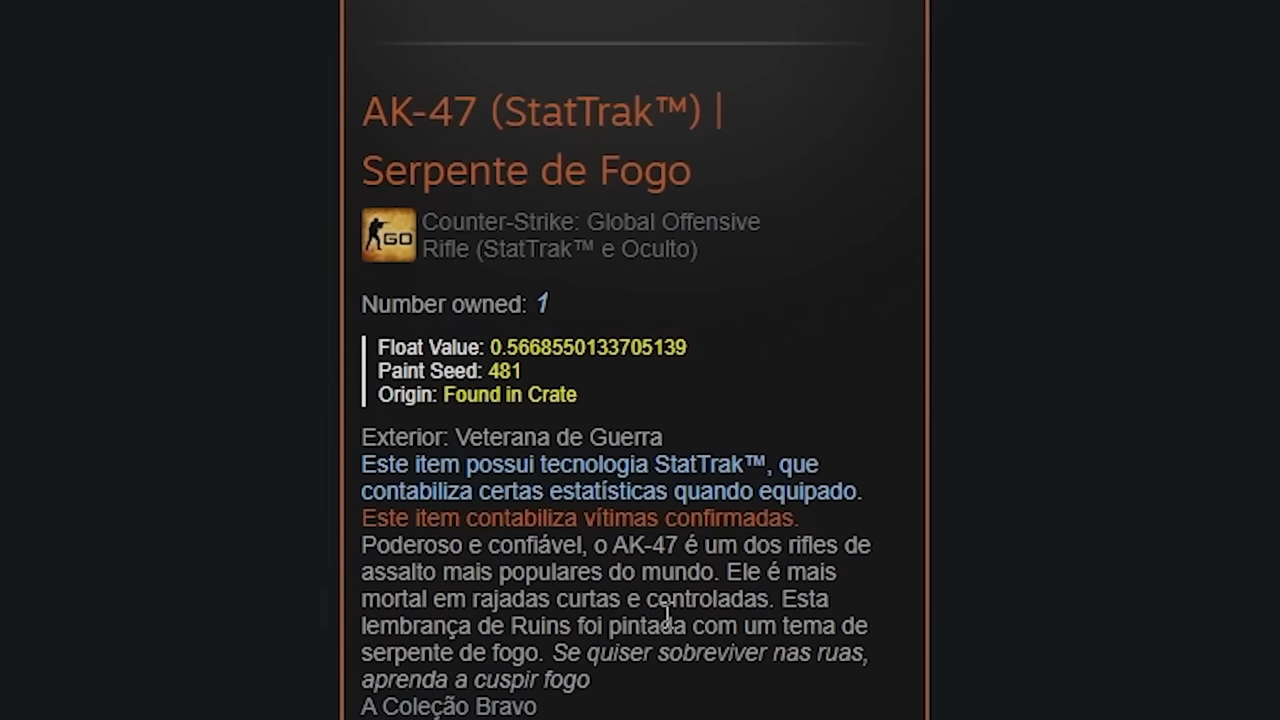 AK-47 (StatTrak™) |
Serpente de Fogo
GO
Counter-Strike: Global Offensive
Rifle (StatTrak™ e Oculto)
Number owned: 1
Float Value: 0.5668550133705139
Paint Seed: 481
Origin: Found in Crate
Exterior: Veterana de Guerra
Este item possui tecnologia StatTrak™, que
contabiliza certas estatísticas quando equipado.
Este item contabiliza vítimas confirmadas.
Poderoso e confiável, o AK-47 é um dos rifles de
assalto mais populares do mundo. Ele é mais
mortal em rajadas curtas e controladas. Esta
lembrança de Ruins foi pintada com um tema de
serpente de fogo. Se quiser sobreviver nas ruas,
aprenda a cuspir fogo
A Coleção Bravo